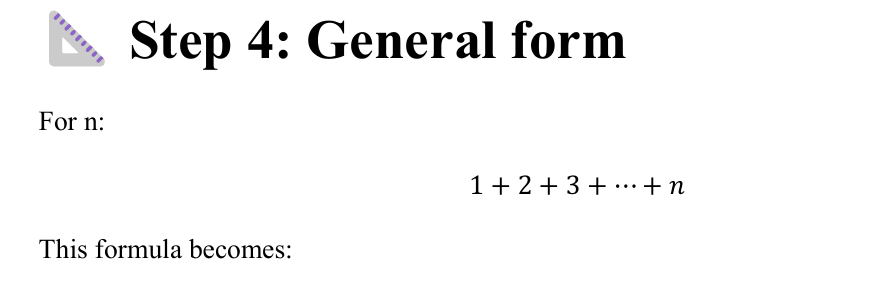 Step 4: General form
For n:
1 + 2 + 3 + ⋯ + n
This formula becomes: